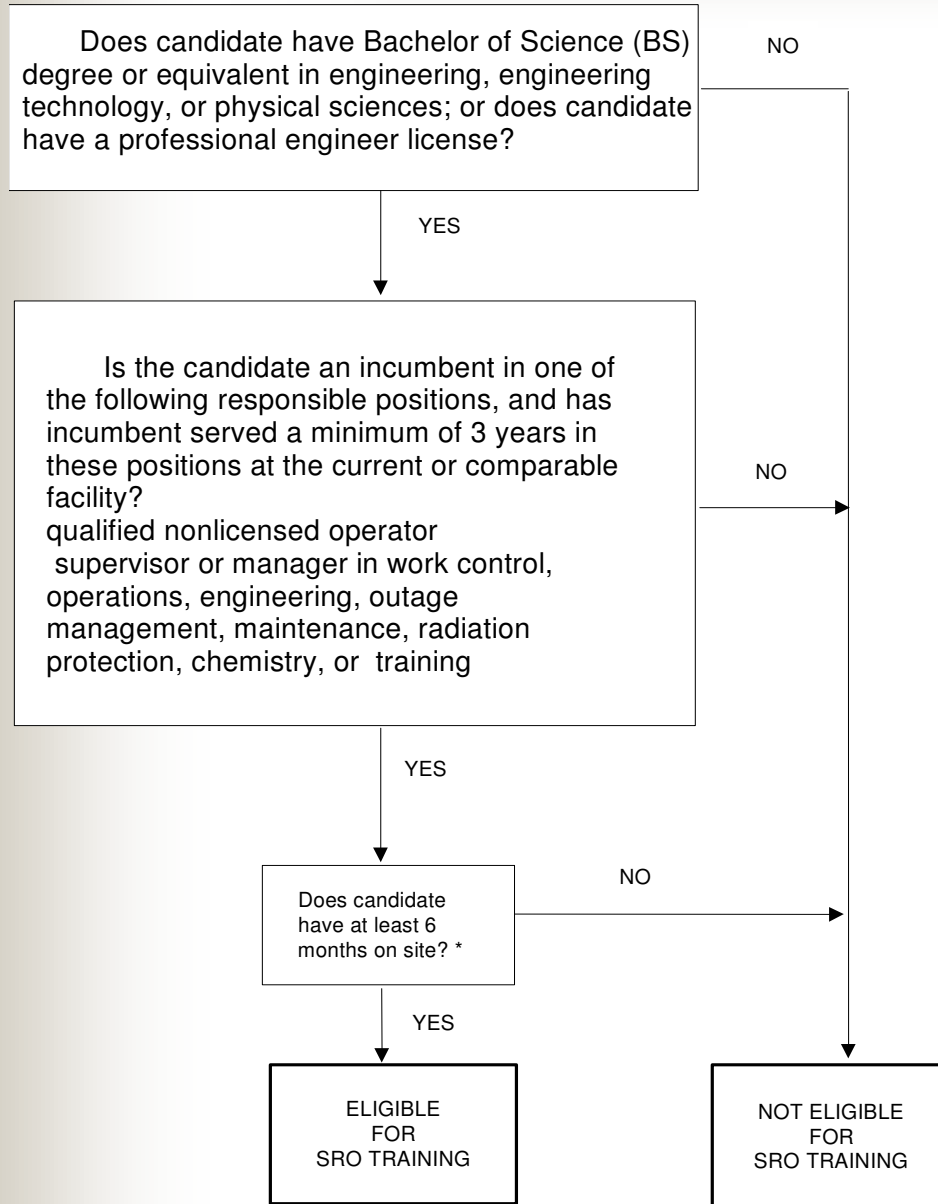 Does candidate have Bachelor of Science (BS)
degree or equivalent in engineering, engineering
technology, or physical sciences; or does candidate
have a professional engineer license?
NO
YES
Is the candidate an incumbent in one of
the following responsible positions, and has
incumbent served a minimum of 3 years in
these positions at the current or comparable
facility?
qualified nonlicensed operator
supervisor or manager in work control,
operations, engineering, outage
management, maintenance, radiation
protection, chemistry, or training
NO
YES
Does candidate
have at least 6
months on site? *
NO
YES
ELIGIBLE
FOR
SRO TRAINING
NOT ELIGIBLE
FOR
SRO TRAINING